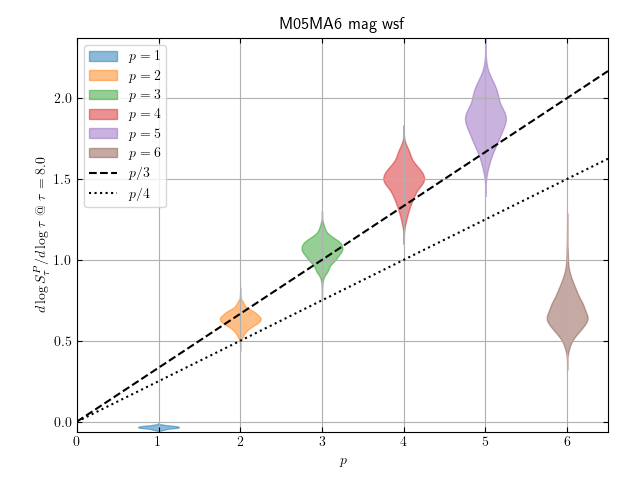 M05MA6 mag wsf
p = 1
p = 2
p = 3
p = 4
p = 5
p = 6
p/3
p/4
d log S_τ^P / d log τ @ τ = 8.0
2.0
1.5
1.0
0.5
0.0
0 1 2 3 4 5 6
p